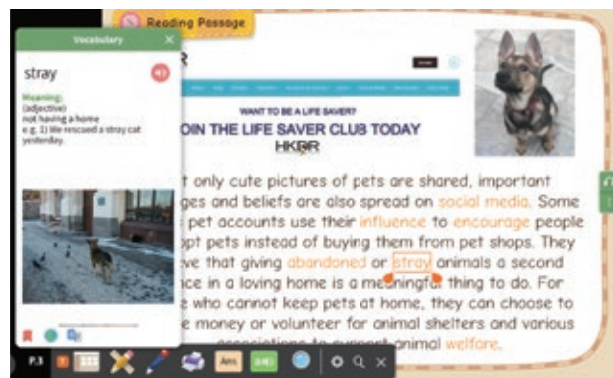 Reading Passage
Vocabulary
stray
Meaning:
(adjective)
not having a home
e.g. 1) We rescued a stray cat
yesterday.
WANT TO BE A LIFE SAVER?
OIN THE LIFE SAVER CLUB TODAY
t only cute pictures of pets are shared, important
ges and beliefs are also spread on social media. Some
pet accounts use their influence to encourage people
opt pets instead of buying them from pet shops. They
ve that giving abandoned or stray animals a second
nce in a loving home is a meaningful thing to do. For
e who cannot keep pets at home, they can choose to
e money or volunteer for animal shelters and various
associations to support animal welfare.
P.3
Ans